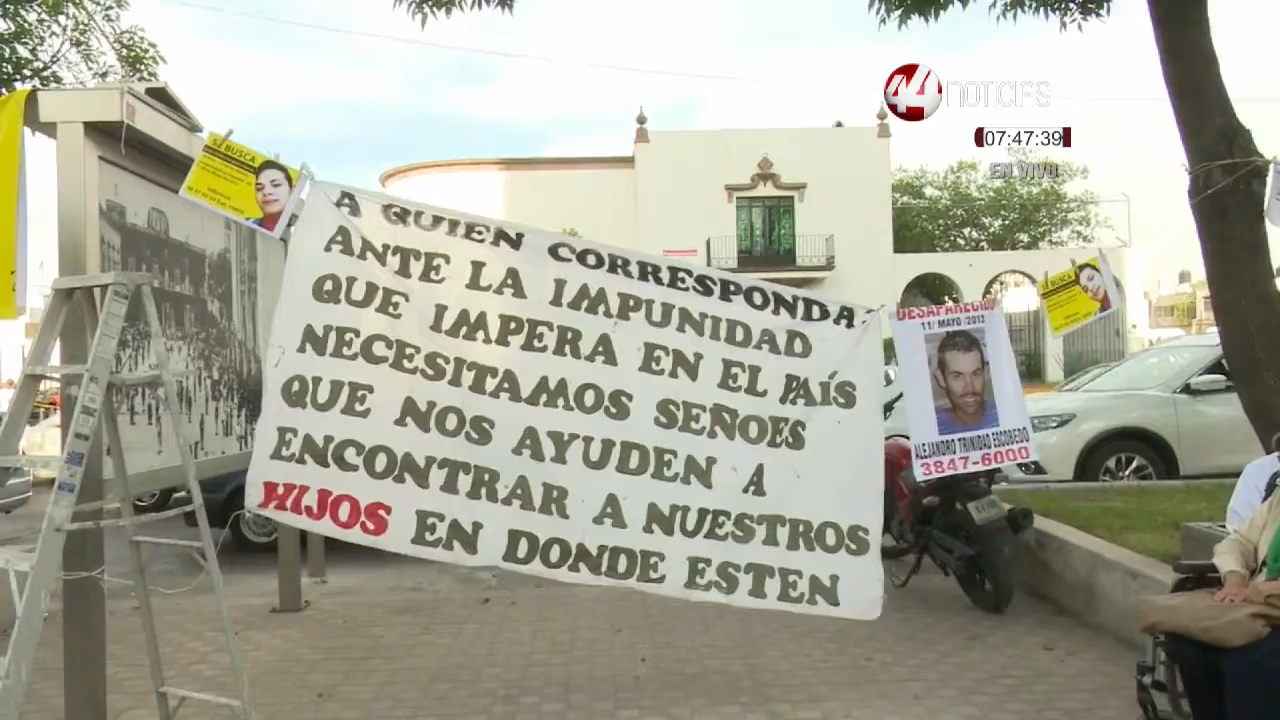 44 NOTICIAS
07:47:39
EN VIVO
SE BUSCA
A QUIEN CORRESPONDA:
ANTE LA IMPUNIDAD
QUE IMPERA EN EL PAÍS
NECESITAMOS SEÑOES
QUE NOS AYUDEN A
ENCONTRAR A NUESTROS
HIJOS EN DONDE ESTEN
DESAPARECIDO
11/ MAYO /2013
ALEJANDRO TRINIDAD ESCOBEDO
3847-6000
SE BUSCA